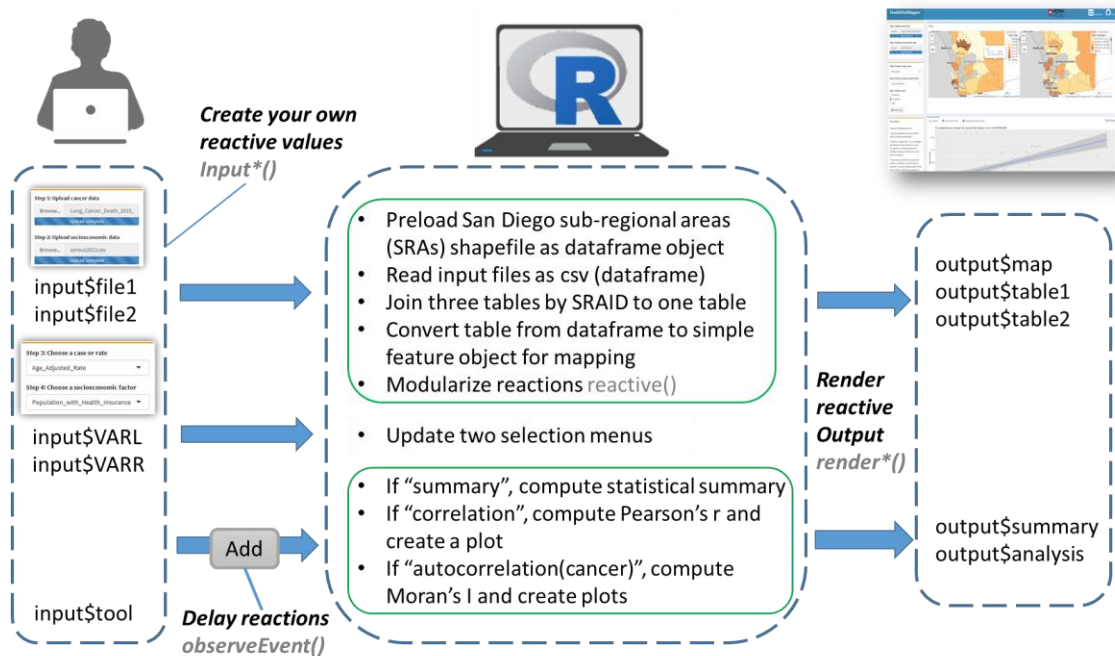 R
Create your own
reactive values
Input*()
Step 1: Upload cancer data
Browse... Lung_Cancer_Death_2011_
Upload complete
Step 2: Upload socioeconomic data
Browse... census2013.csv
Upload complete
input$file1
input$file2
Step 3: Choose a case or rate
Age_Adjusted_Rate
Step 4: Choose a socioeconomic factor
Population_with_Health_Insurance
input$VARL
input$VARR
input$tool
Add
Delay reactions
observeEvent()
• Preload San Diego sub-regional areas
(SRAs) shapefile as dataframe object
• Read input files as csv (dataframe)
• Join three tables by SRAID to one table
• Convert table from dataframe to simple
feature object for mapping
• Modularize reactions reactive()
• Update two selection menus
• If “summary”, compute statistical summary
• If “correlation”, compute Pearson’s r and
create a plot
• If “autocorrelation(cancer)”, compute
Moran’s I and create plots
Render
reactive
Output
render*()
output$map
output$table1
output$table2
output$summary
output$analysis